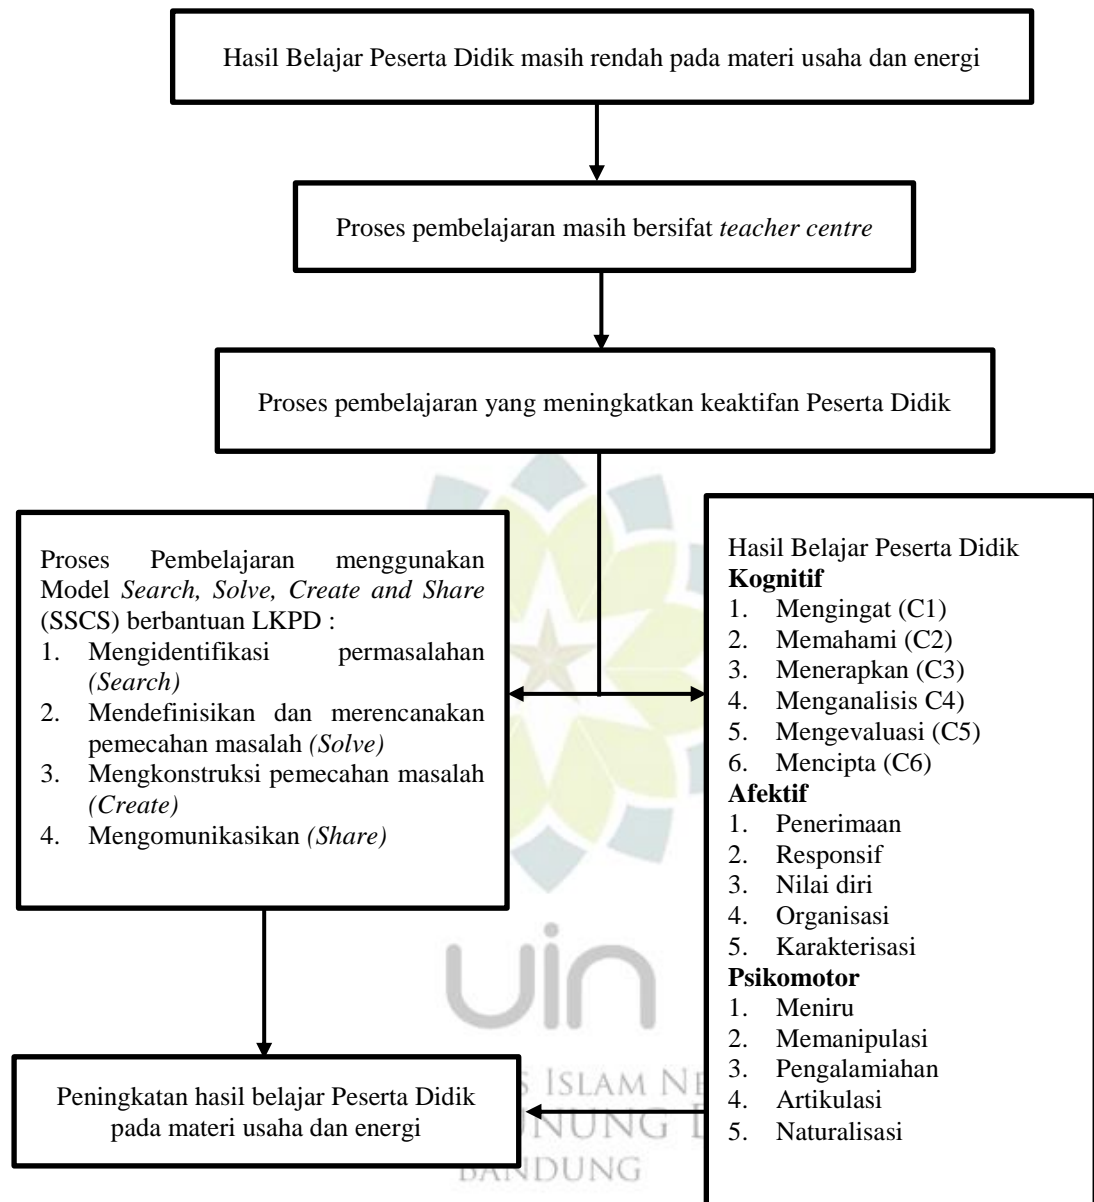 Hasil Belajar Peserta Didik masih rendah pada materi usaha dan energi
Proses pembelajaran masih bersifat teacher centre
Proses pembelajaran yang meningkatkan keaktifan Peserta Didik
Proses Pembelajaran menggunakan
Model Search, Solve, Create and Share
(SSCS) berbantuan LKPD :
1. Mengidentifikasi permasalahan
(Search)
2. Mendefinisikan dan merencanakan
pemecahan masalah (Solve)
3. Mengkonstruksi pemecahan masalah
(Create)
4. Mengomunikasikan (Share)
Hasil Belajar Peserta Didik
Kognitif
1. Mengingat (C1)
2. Memahami (C2)
3. Menerapkan (C3)
4. Menganalisis C4)
5. Mengevaluasi (C5)
6. Mencipta (C6)
Afektif
1. Penerimaan
2. Responsif
3. Nilai diri
4. Organisasi
5. Karakterisasi
Psikomotor
1. Meniru
2. Memanipulasi
3. Pengalamiahan
4. Artikulasi
5. Naturalisasi
Peningkatan hasil belajar Peserta Didik
pada materi usaha dan energi
uin
S ISLAM NE
UNUNG D
BANDUNG